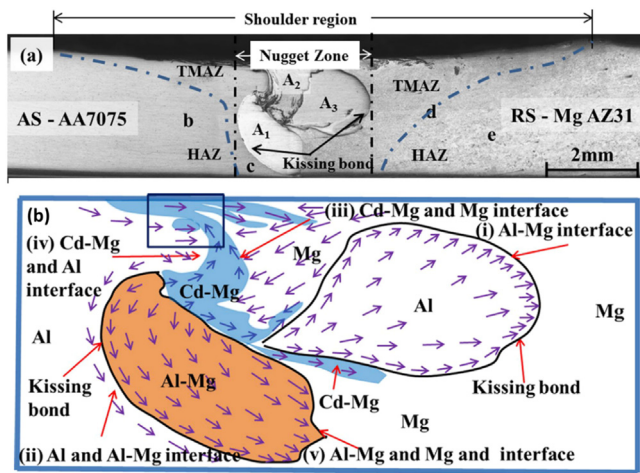 Shoulder region
(a)
Nugget Zone
TMAZ
A2
TMAZ
A3
AS - AA7075
b
d
RS - Mg AZ31
A1
e
HAZ
c
Kissing bond
HAZ
2mm
(b)
(iii) Cd-Mg and Mg interface
(iv) Cd-Mg
and Al
interface
Mg
(i) Al-Mg interface
Cd-Mg
Al
Mg
Al
Al-Mg
Kissing
bond
Kissing bond
Cd-Mg
Mg
(ii) Al and Al-Mg interface
(v) Al-Mg and Mg and interface